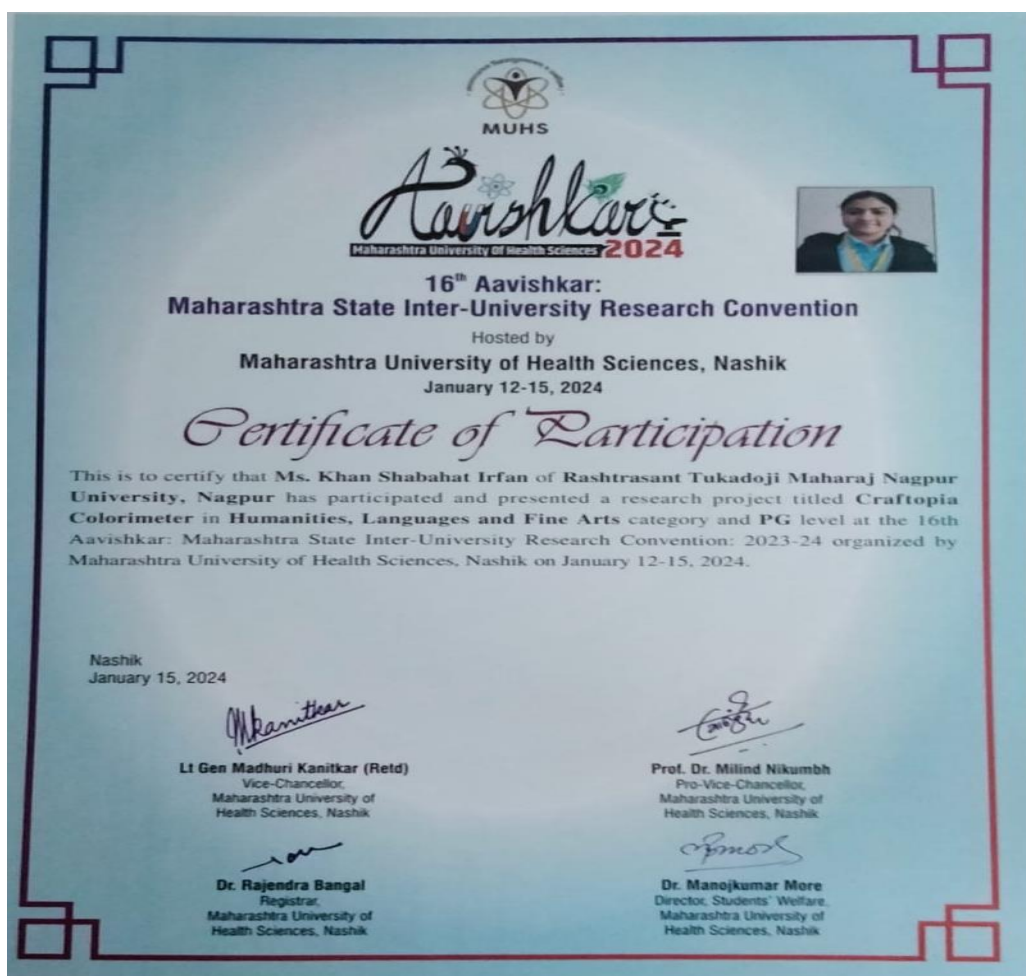 MUHS
Aavishkar
Maharashtra University Of Health Sciences 2024
16th Aavishkar:
Maharashtra State Inter-University Research Convention
Hosted by
Maharashtra University of Health Sciences, Nashik
January 12-15, 2024
Certificate of Participation
This is to certify that Ms. Khan Shabahat Irfan of Rashtrasant Tukadoji Maharaj Nagpur
University, Nagpur has participated and presented a research project titled Craftopia
Colorimeter in Humanities, Languages and Fine Arts category and PG level at the 16th
Aavishkar: Maharashtra State Inter-University Research Convention: 2023-24 organized by
Maharashtra University of Health Sciences, Nashik on January 12-15, 2024.
Nashik
January 15, 2024
Mkanitkar
Lt Gen Madhuri Kanitkar (Retd)
Vice-Chancellor,
Maharashtra University of
Health Sciences, Nashik
Prof. Dr. Milind Nikumbh
Pro-Vice-Chancellor,
Maharashtra University of
Health Sciences, Nashik
Dr. Rajendra Bangal
Registrar,
Maharashtra University of
Health Sciences, Nashik
Dr. Manojkumar More
Director, Students' Welfare,
Maharashtra University of
Health Sciences, Nashik